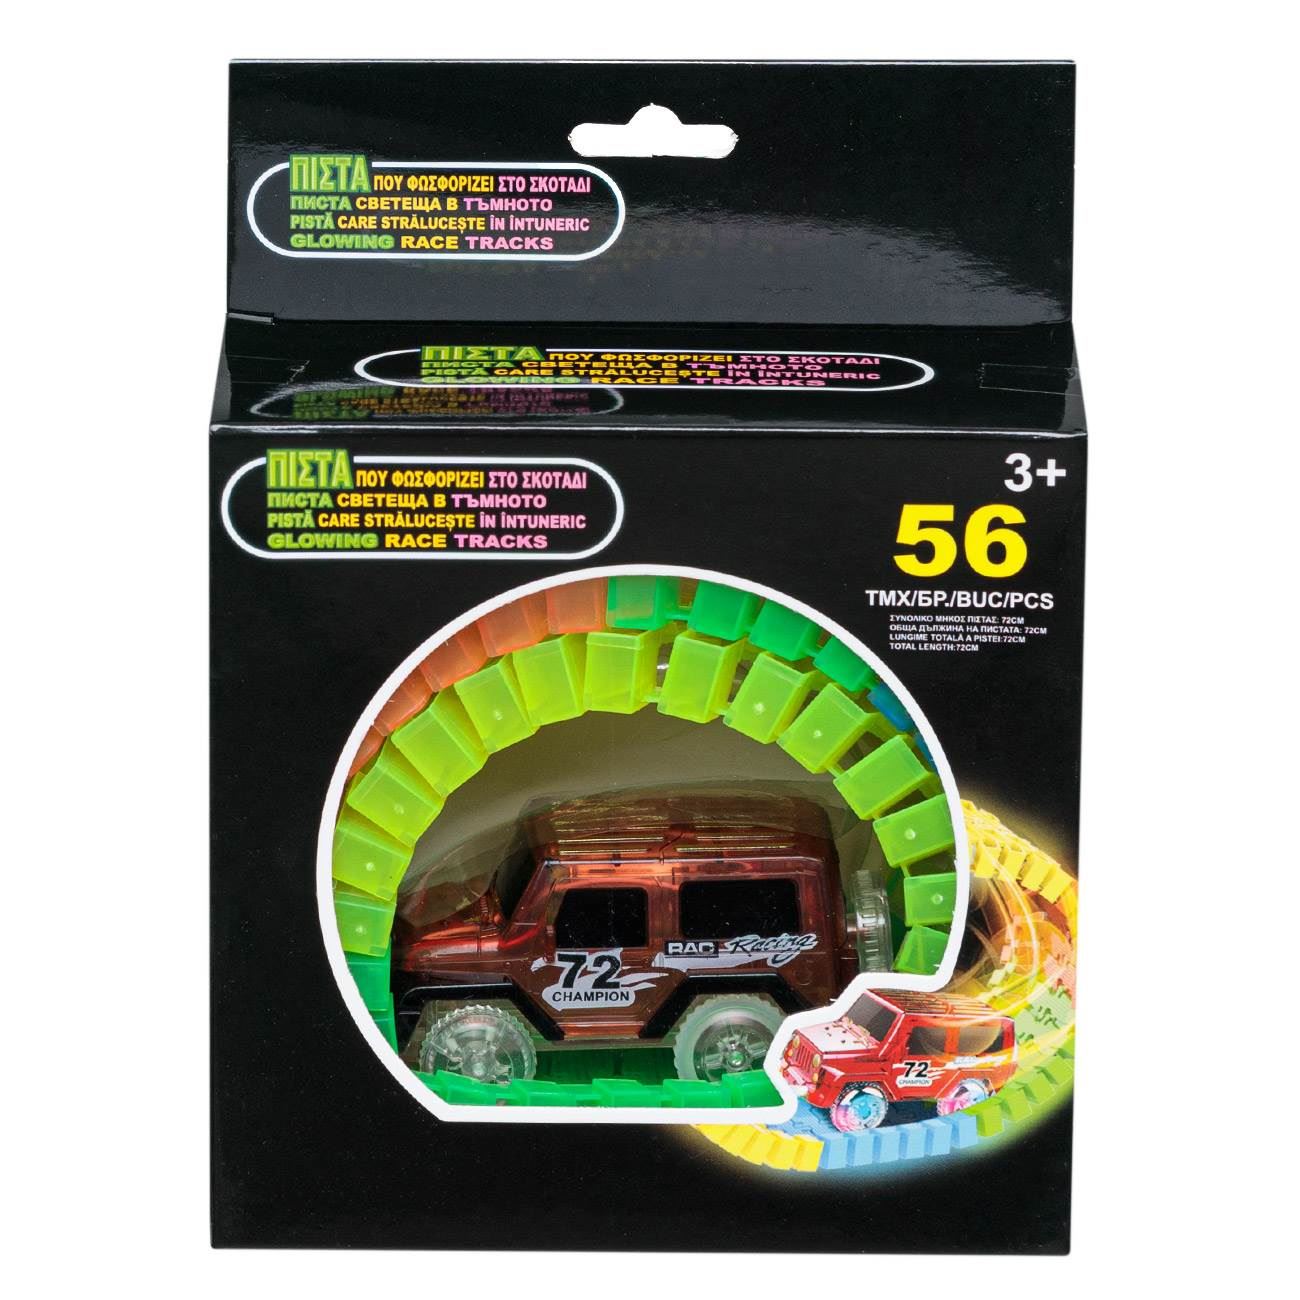 ΠΙΣΤΑ ΠΟΥ ΦΩΣΦΟΡΙΖΕΙ ΣΤΟ ΣΚΟΤΑΔΙ
ПИСТА СВЕТЕЩА В ТЪМНОТО
PISTĂ CARE STRĂLUCEȘTE ÎN ÎNTUNERIC
GLOWING RACE TRACKS
ΠΙΣΤΑ ΠΟΥ ΦΩΣΦΟΡΙΖΕΙ ΣΤΟ ΣΚΟΤΑΔΙ
ПИСТА СВЕТЕЩА В ТЪМНОТО
PISTĂ CARE STRĂLUCEȘTE ÎN ÎNTUNERIC
GLOWING RACE TRACKS
ΠΙΣΤΑ ΠΟΥ ΦΩΣΦΟΡΙΖΕΙ ΣΤΟ ΣΚΟΤΑΔΙ
ПИСТА СВЕТЕЩА В ТЪМНОТО
PISTĂ CARE STRĂLUCEȘTE ÎN ÎNTUNERIC
GLOWING RACE TRACKS
3+
56
ΤΜΧ/БР./BUC/PCS
ΣΥΝΟΛΙΚΟ ΜΗΚΟΣ ΠΙΣΤΑΣ: 72CM
ОБЩА ДЪЛЖИНА НА ПИСТАТА: 72CM
LUNGIME TOTALĂ A PISTEI:72CM
TOTAL LENGTH:72CM
RAC Racing
72
CHAMPION
72
CHAMPION